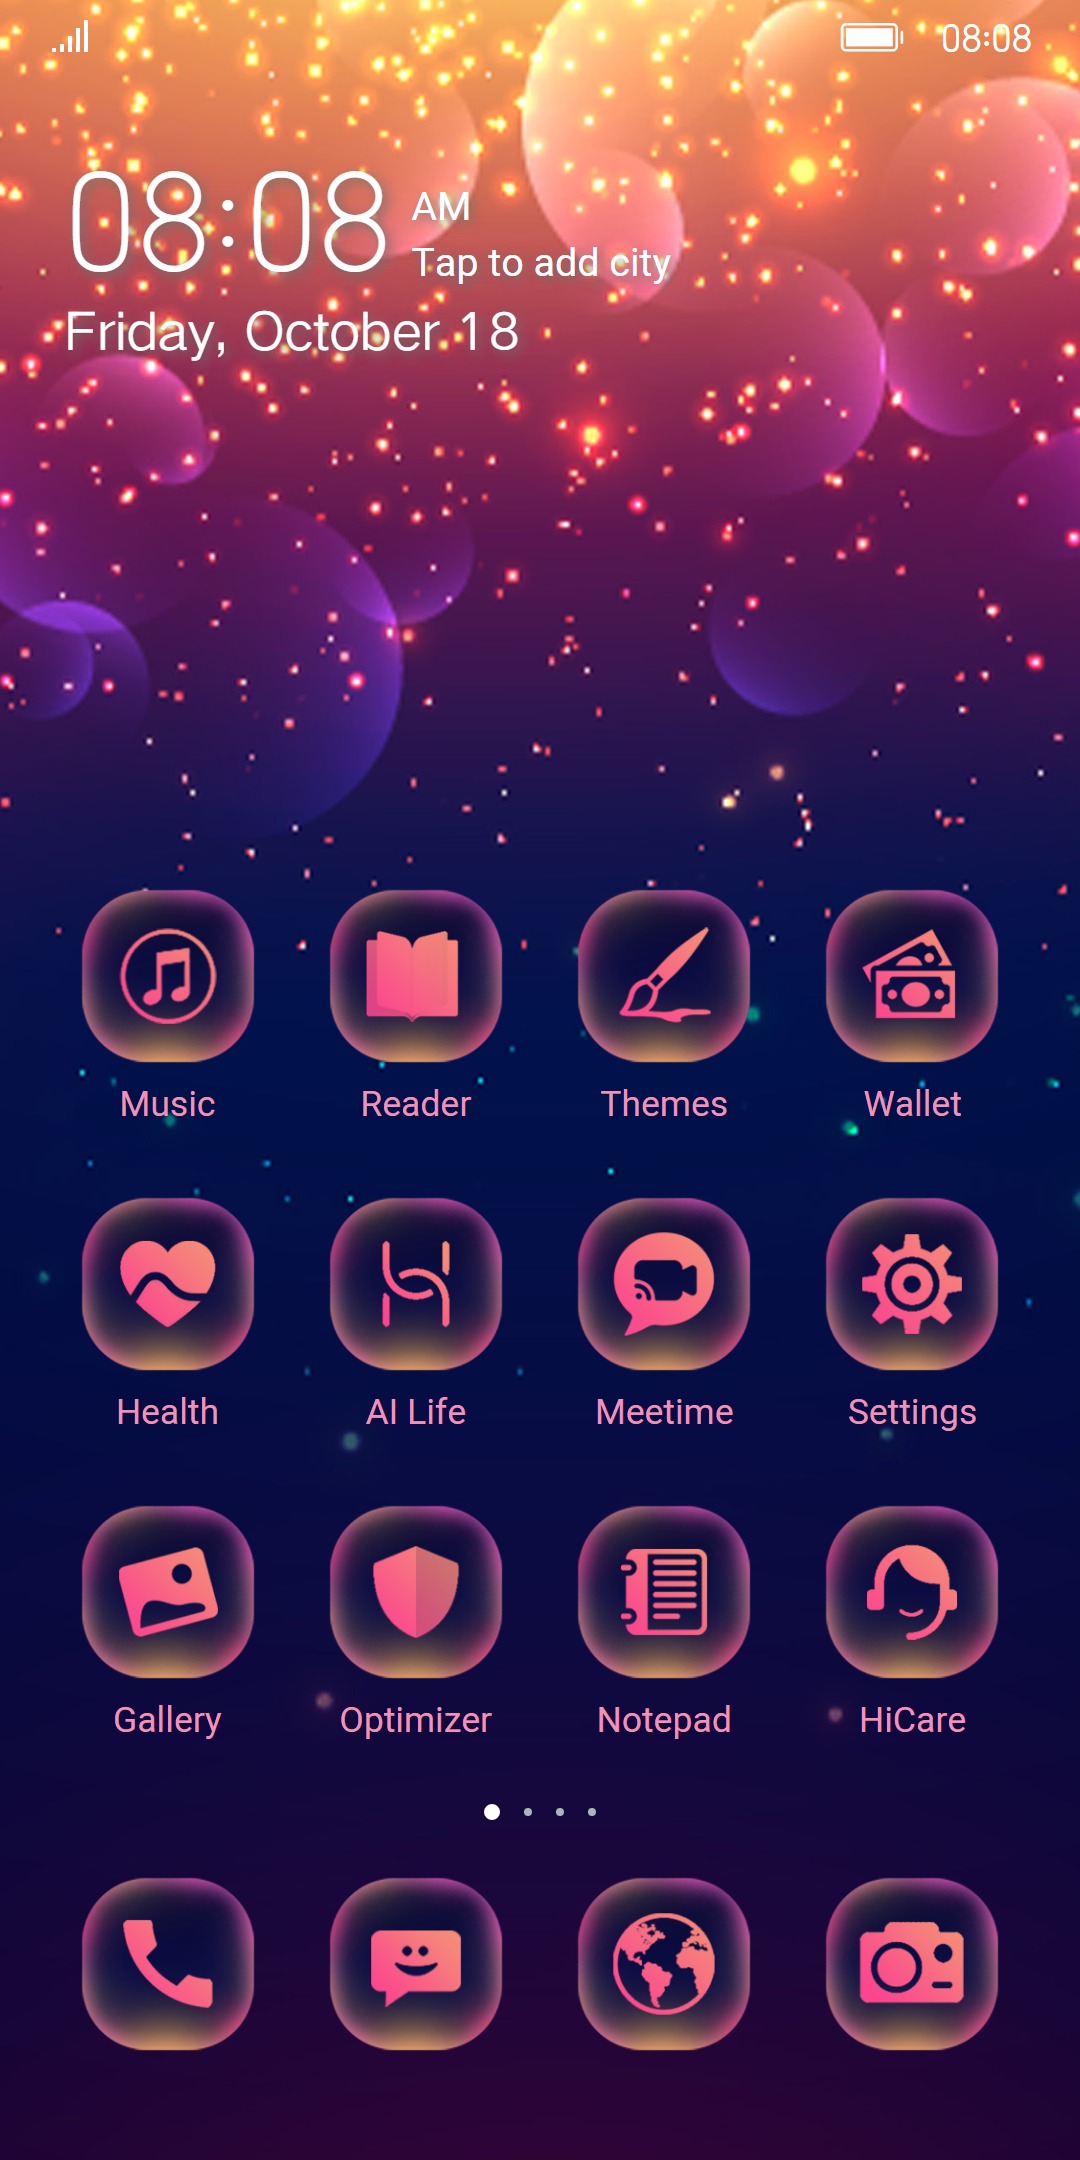 08:08
08:08 AM
Tap to add city
Friday, October 18
Music Reader Themes Wallet
Health AI Life Meetime Settings
Gallery Optimizer Notepad HiCare